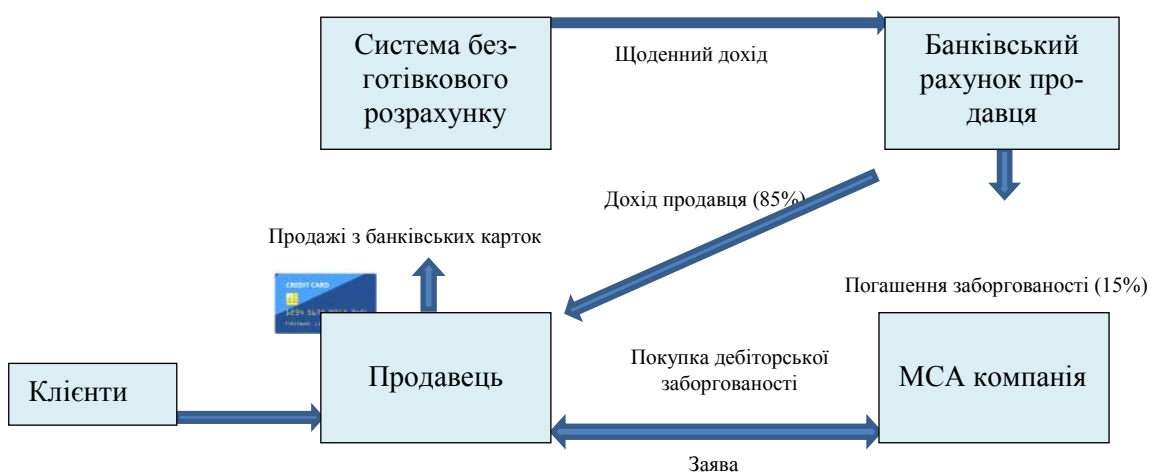 Система без-
готівкового
розрахунку
Щоденний дохід
Банківський
рахунок про-
давця
Дохід продавця (85%)
Продажі з банківських карток
CREDIT CARD
Погашення заборгованості (15%)
Клієнти
Продавець
Покупка дебіторської
заборгованості
МСА компанія
Заява